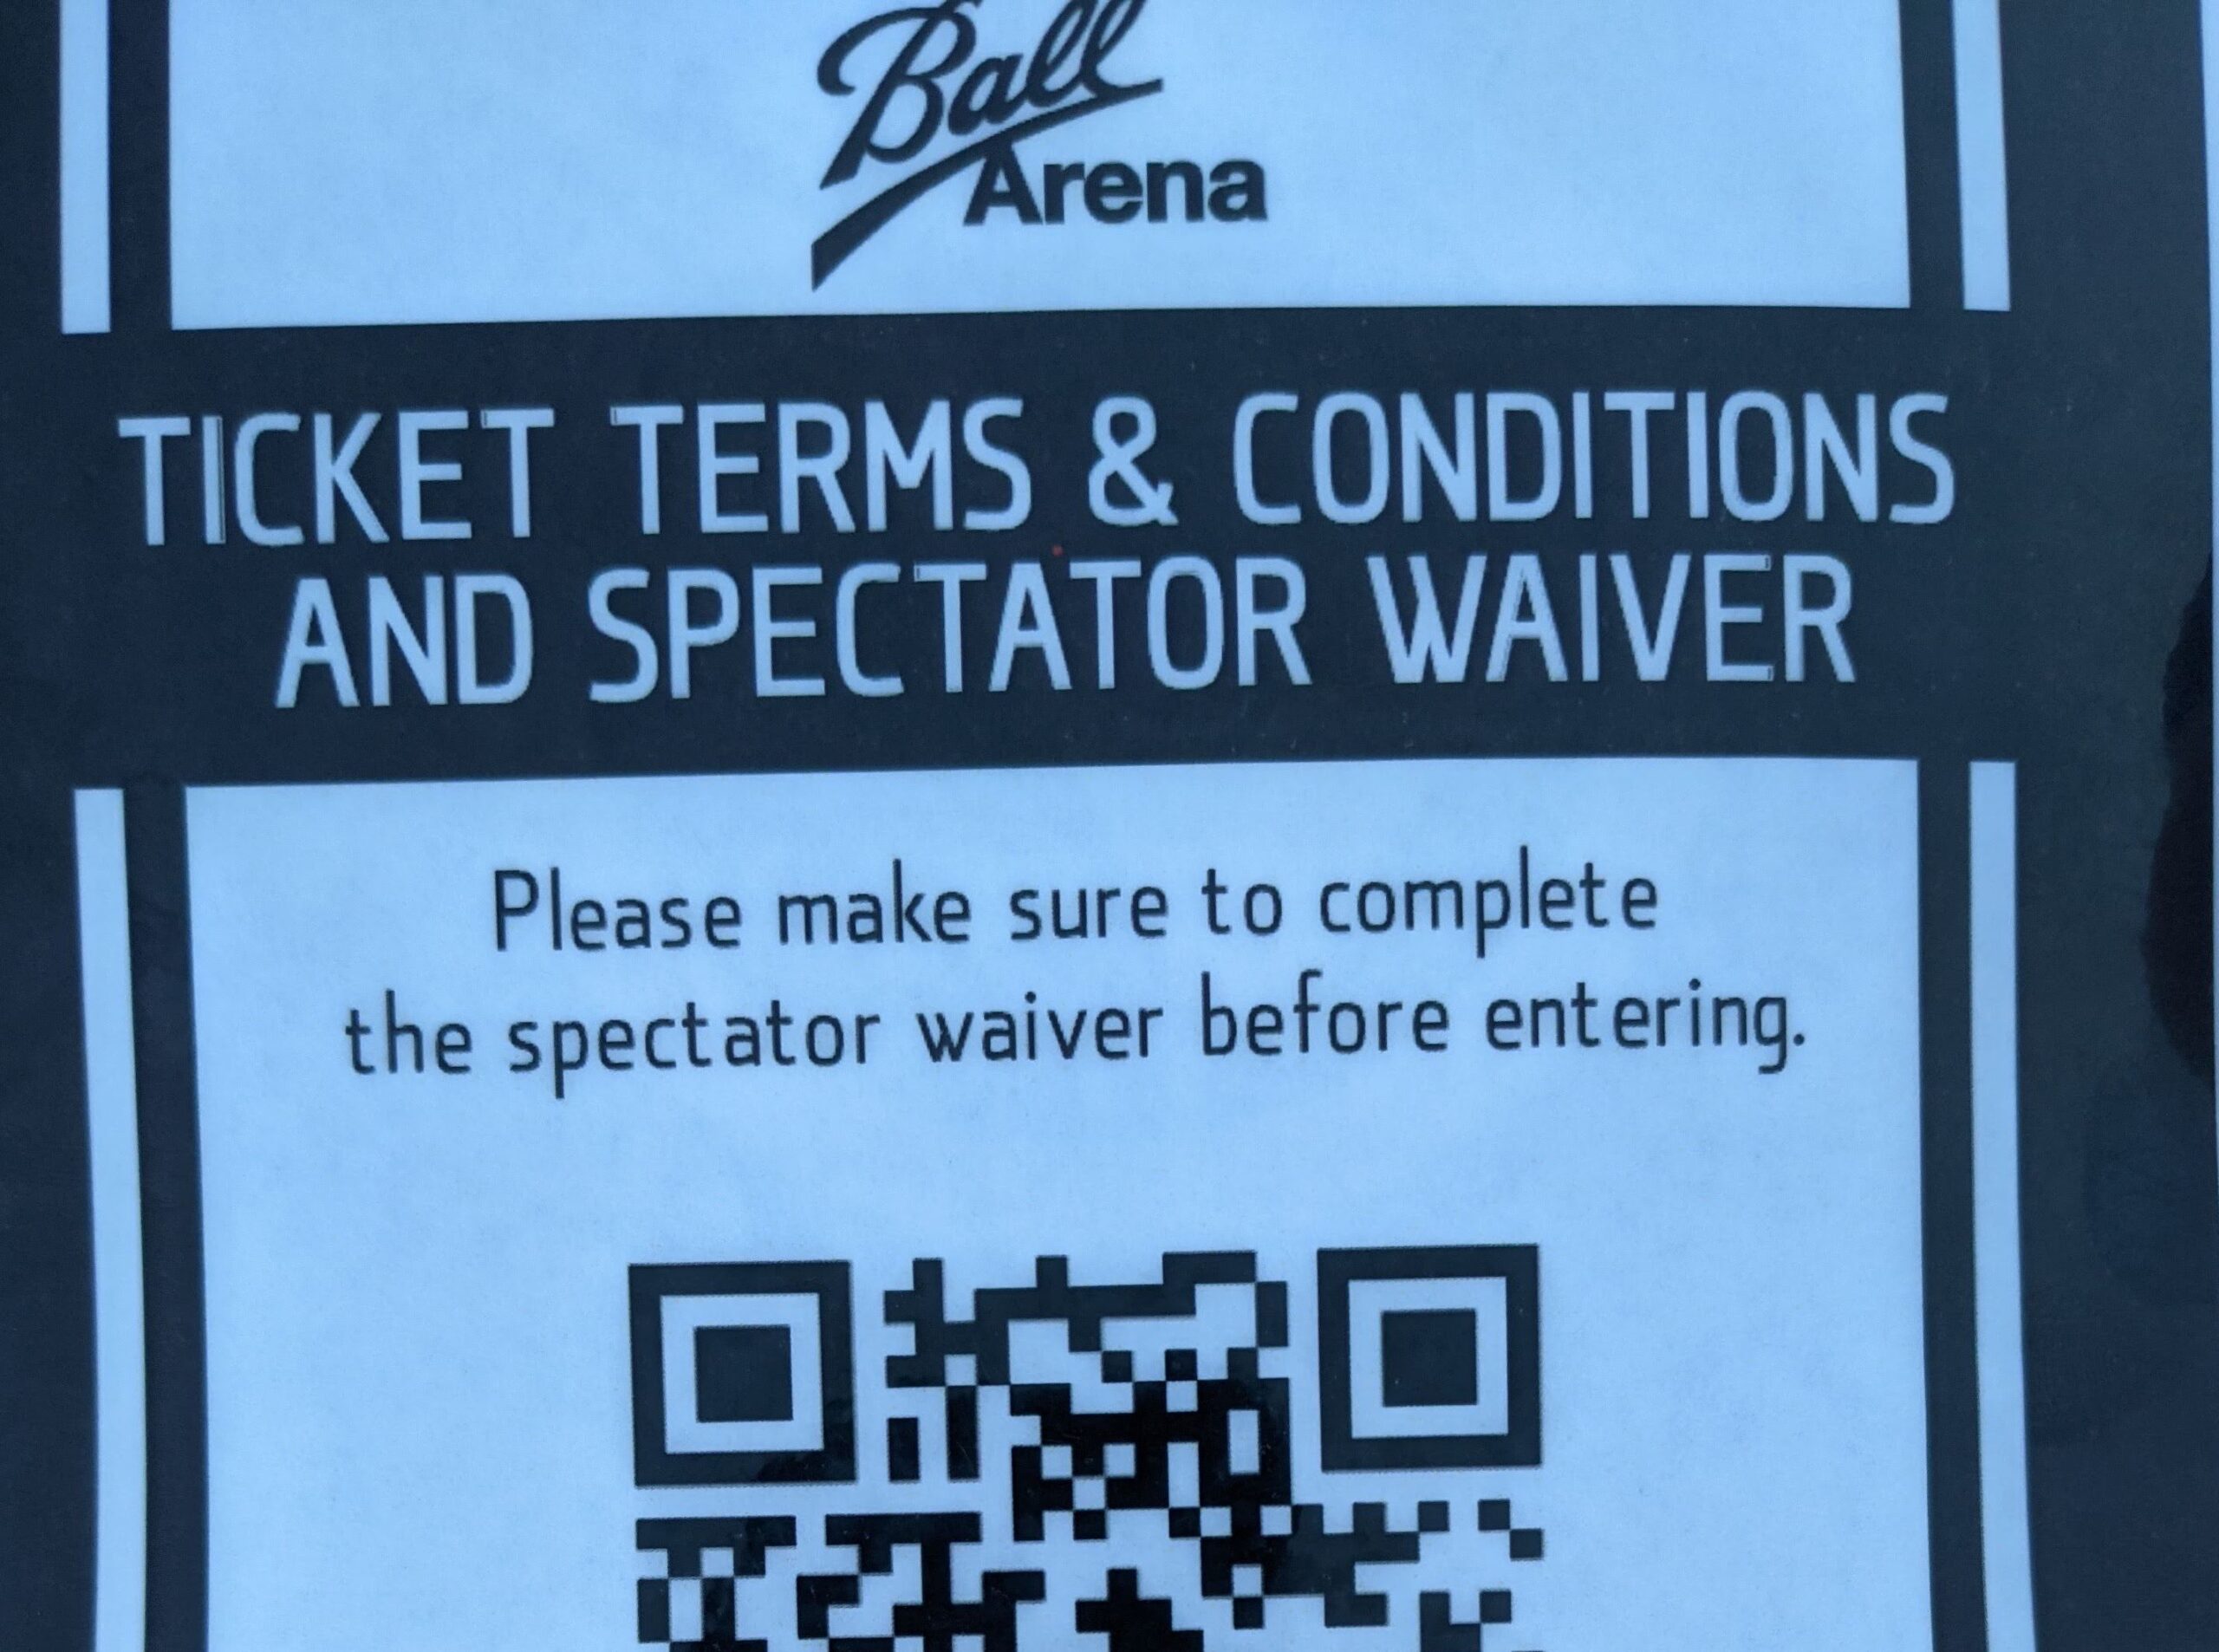 Ball
Arena
TICKET TERMS & CONDITIONS
AND SPECTATOR WAIVER
Please make sure to complete
the spectator waiver before entering.